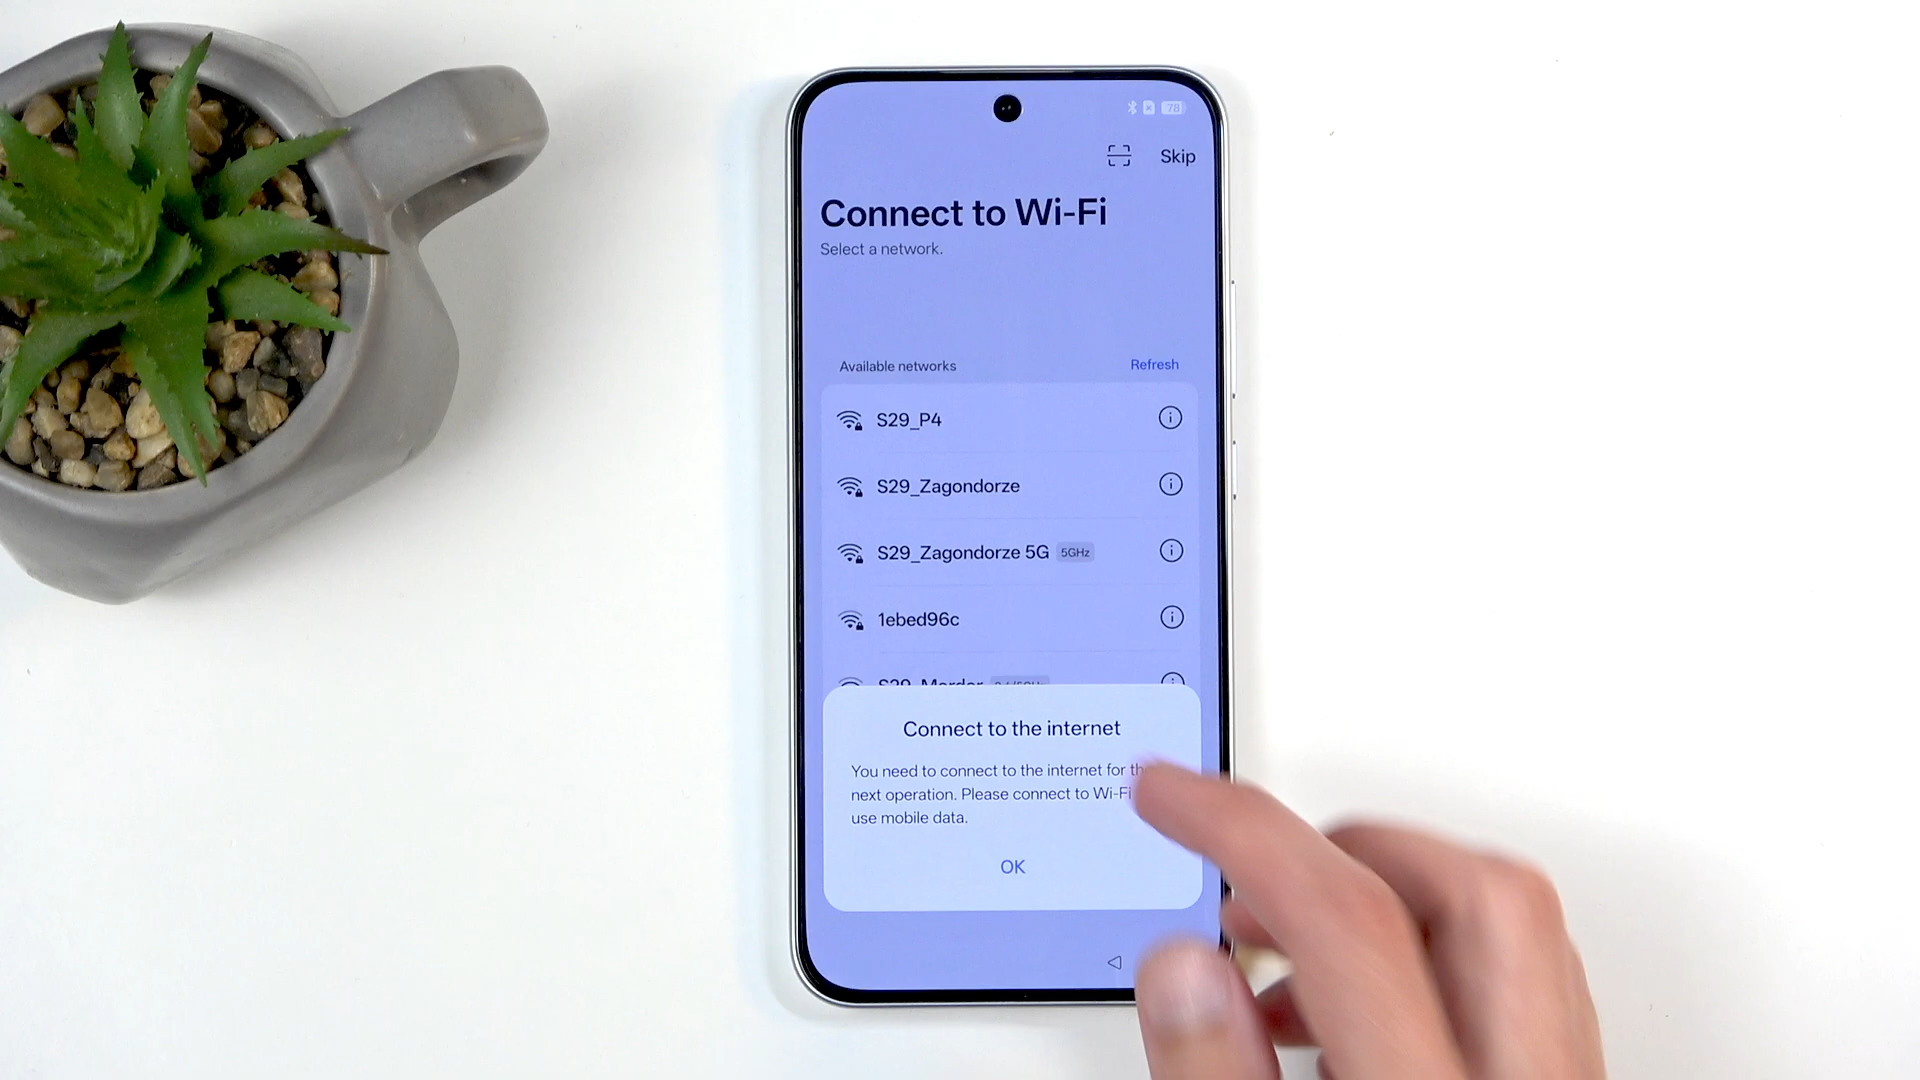 78
Skip
Connect to Wi-Fi
Select a network.
Available networks Refresh
S29_P4
S29_Zagondorze
S29_Zagondorze 5G 5GHz
1ebed96c
Connect to the internet
You need to connect to the internet for the
next operation. Please connect to Wi-Fi
use mobile data.
OK